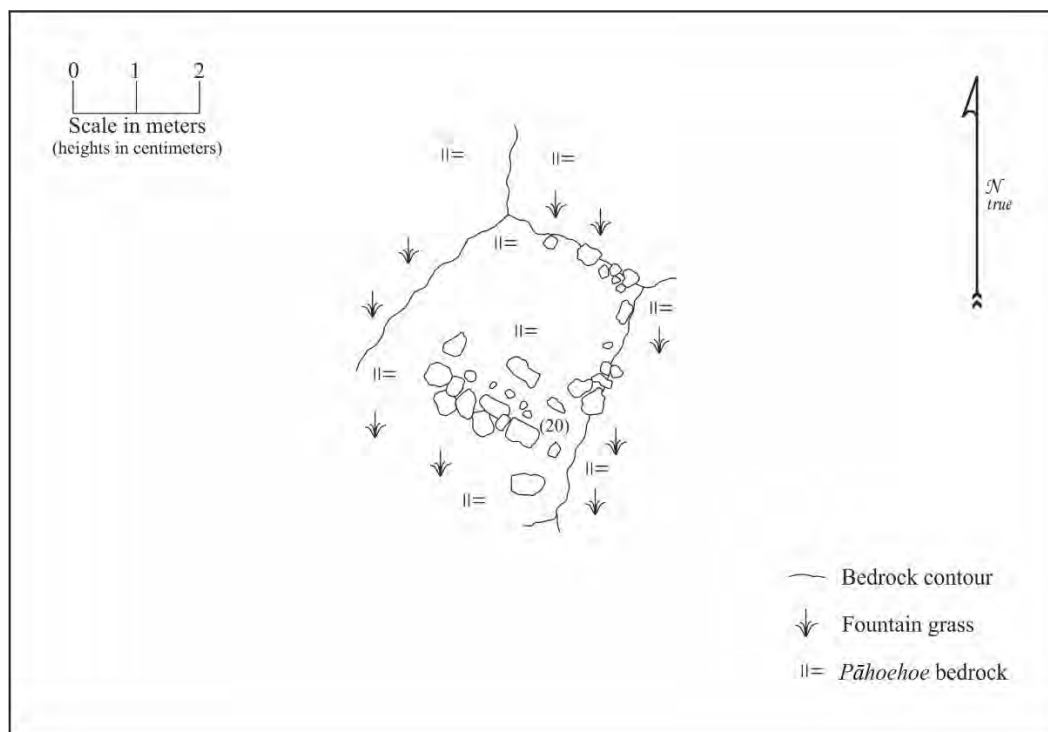 0 1 2
Scale in meters
(heights in centimeters)
N
true
(20)
Bedrock contour
Fountain grass
Pāhoehoe bedrock